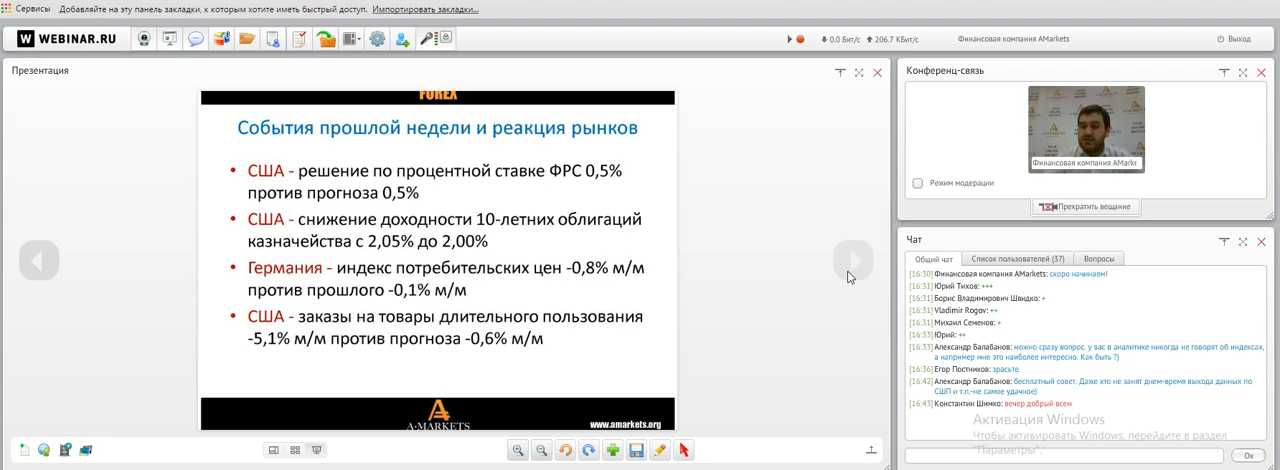 Сервисы Добавляйте на эту панель закладки, к которым хотите иметь быстрый доступ. Импортировать закладки...
W WEBINAR.RU
0.0 Бит/с 206.7 КБит/с Финансовая компания AMarkets Выход
Презентация
FOREX
События прошлой недели и реакция рынков
• США - решение по процентной ставке ФРС 0,5%
против прогноза 0,5%
• США - снижение доходности 10-летних облигаций
казначейства с 2,05% до 2,00%
• Германия - индекс потребительских цен -0,8% м/м
против прошлого -0,1% м/м
• США - заказы на товары длительного пользования
-5,1% м/м против прогноза -0,6% м/м
A-MARKETS
www.amarkets.org
Конференц-связь
Финансовая компания AMarke
Режим модерации
Прекратить вещание
Чат
Общий чат Список пользователей (37) Вопросы
[16:30] Финансовая компания AMarkets: скоро начинаем!
[16:31] Юрий Тихов: +++
[16:31] Борис Владимирович Швидко: +
[16:31] Vladimir Rogov: ++
[16:31] Михаил Семенов: +
[16:33] Юрий: ++
[16:33] Александр Балабанов: можно сразу вопрос. у вас в аналитике никогда не говорят об индексах,
а например мне это наиболее интересно. Как быть ?)
[16:36] Егор Постников: зрасьте
[16:42] Александр Балабанов: бесплатный совет. Даже кто не занят днем-время выхода данных по
СШП и т.п.-не самое удачное)
[16:43] Константин Шимко: вечер добрый всем
Активация Windows
Чтобы активировать Windows, перейдите в раздел
"Параметры".
Ок